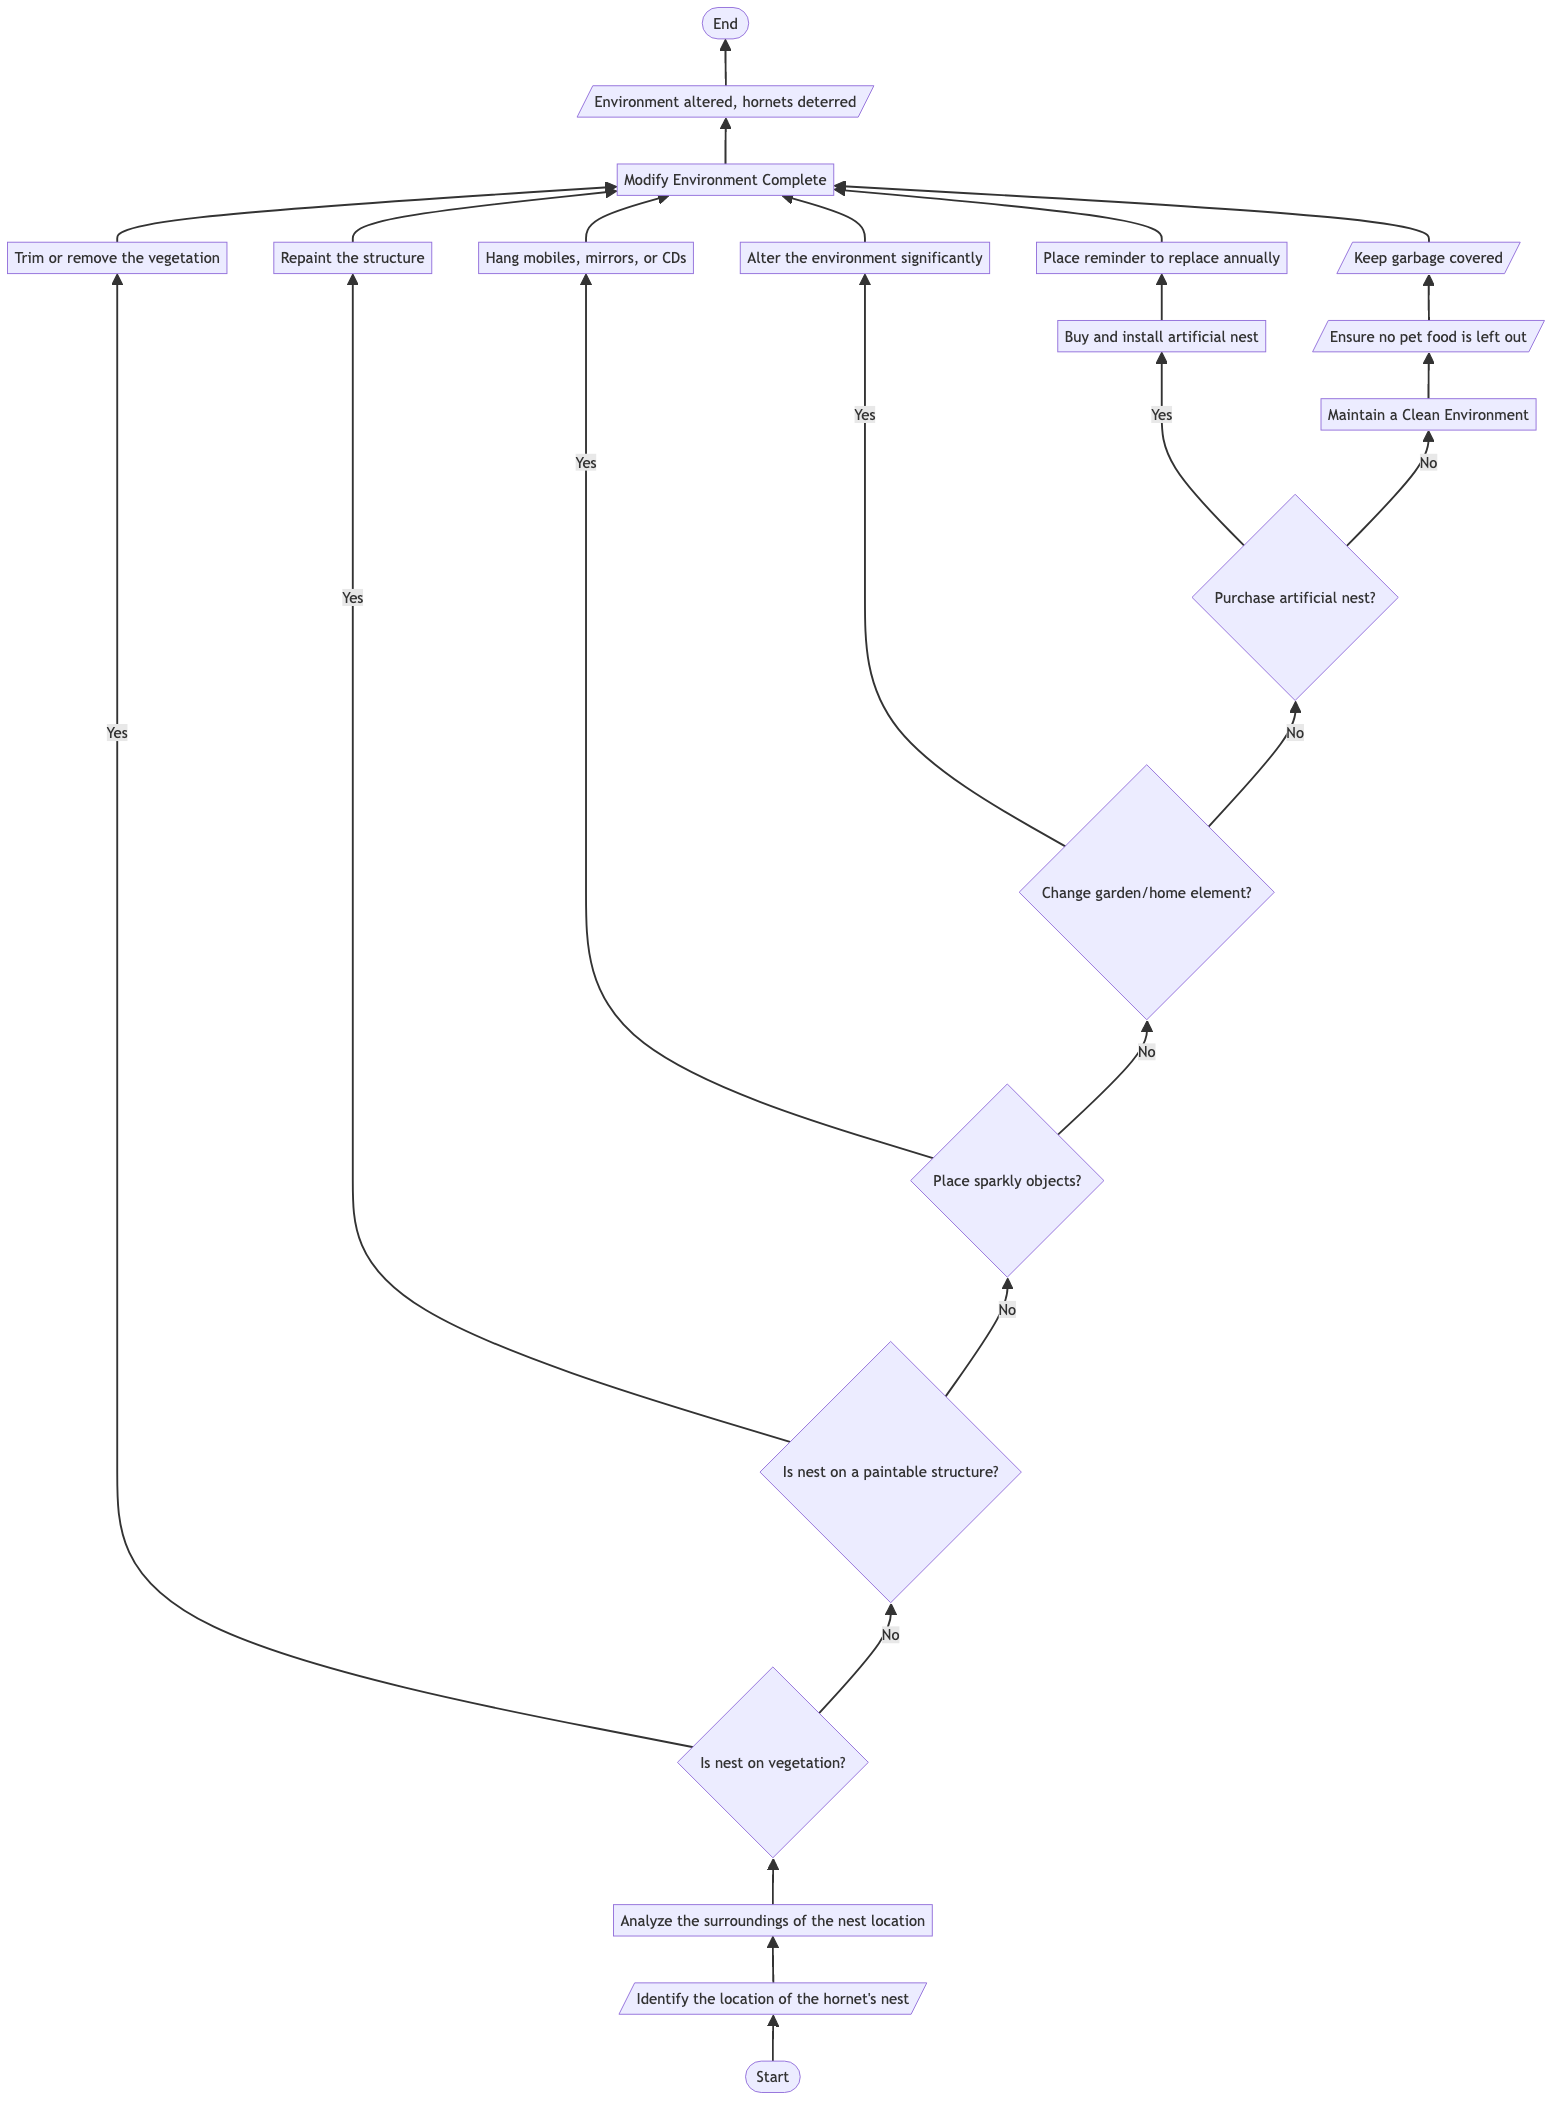 End
Environment altered, hornets deterred
Modify Environment Complete
Trim or remove the vegetation
Repaint the structure
Hang mobiles, mirrors, or CDs
Alter the environment significantly
Place reminder to replace annually
Keep garbage covered
Buy and install artificial nest
Ensure no pet food is left out
Yes
Yes
Maintain a Clean Environment
Yes
No
Yes
Purchase artificial nest?
Yes
No
Change garden/home element?
No
Place sparkly objects?
No
Is nest on a paintable structure?
No
Is nest on vegetation?
Analyze the surroundings of the nest location
Identify the location of the hornet's nest
Start